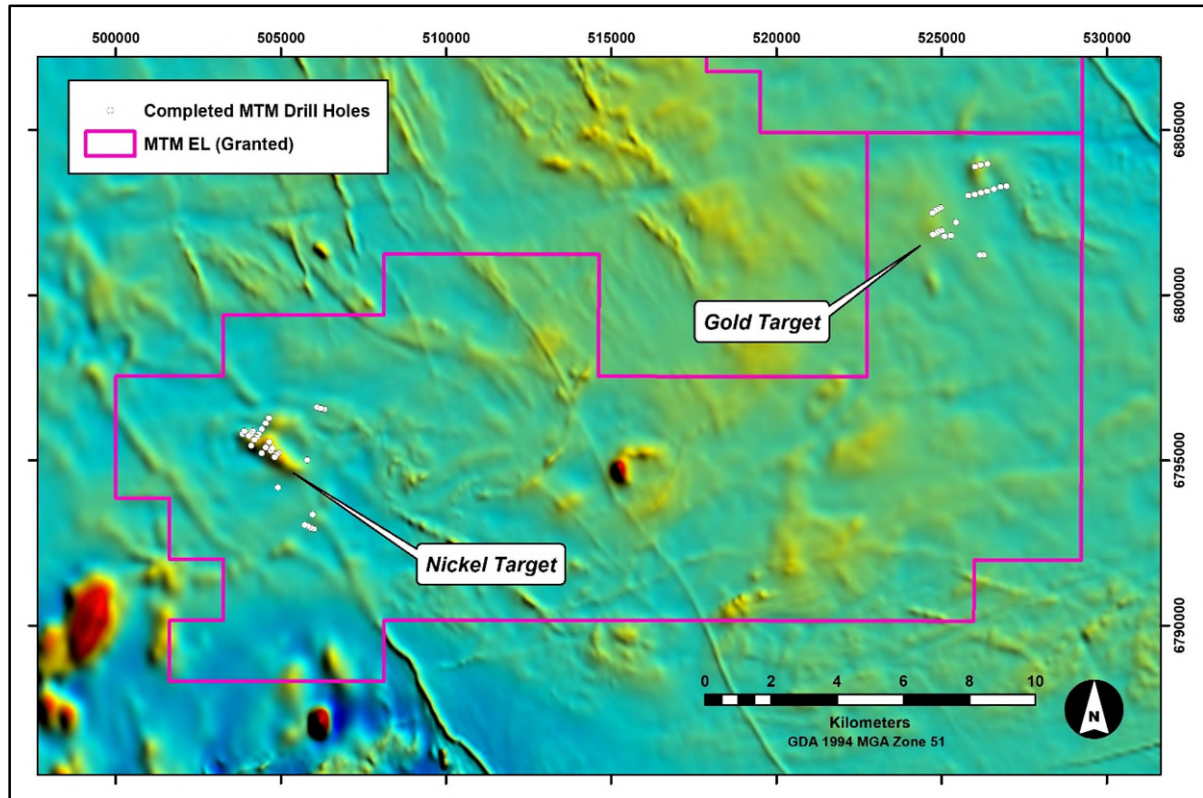 500000 505000 510000 515000 520000 525000 530000
Completed MTM Drill Holes
MTM EL (Granted)
6805000
6800000
Gold Target
6795000
Nickel Target
6790000
0 2 4 6 8 10
Kilometers
GDA 1994 MGA Zone 51
N